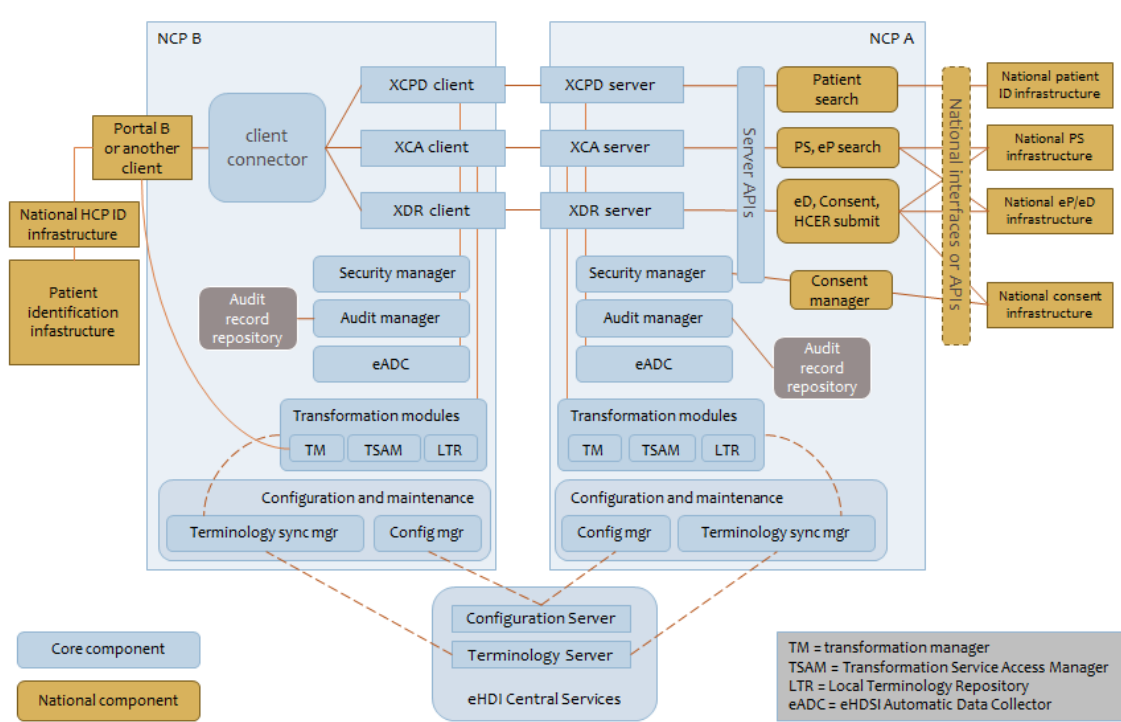 NCP B
NCP A
XCPD client
XCPD server
Patient
search
National patient
ID infrastructure
Portal B
or another
client
client
connector
XCA client
XCA server
Server APIs
PS, eP search
National interfaces or APIs
National PS
infrastructure
National HCP ID
infrastructure
XDR client
XDR server
eD, Consent,
HCER submit
National eP/eD
infrastructure
Patient
identification
infastructure
Security manager
Audit
record
repository
Audit manager
eADC
Security manager
Audit manager
eADC
Consent
manager
National consent
infrastructure
Audit
record
repository
Transformation modules
TM
TSAM
LTR
Transformation modules
TM
TSAM
LTR
Configuration and maintenance
Terminology sync mgr
Config mgr
Configuration and maintenance
Config mgr
Terminology sync mgr
Configuration Server
Terminology Server
eHDI Central Services
Core component
National component
TM = transformation manager
TSAM = Transformation Service Access Manager
LTR = Local Terminology Repository
eADC = eHDSI Automatic Data Collector